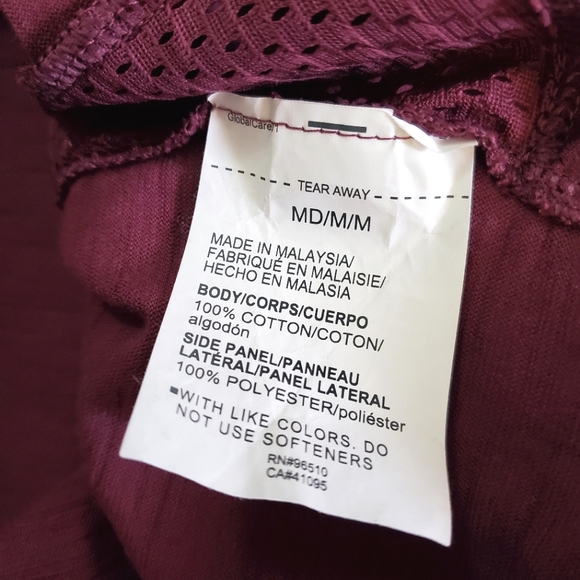 GlobalCare/1
TEAR AWAY
MD/M/M
MADE IN MALAYSIA/
FABRIQUÉ EN MALAISIE/
HECHO EN MALASIA
BODY/CORPS/CUERPO
100% COTTON/COTON/
algodón
SIDE PANEL/PANNEAU
LATÉRAL/PANEL LATERAL
100% POLYESTER/poliéster
WITH LIKE COLORS. DO
NOT USE SOFTENERS
RN#96510
CA#41095